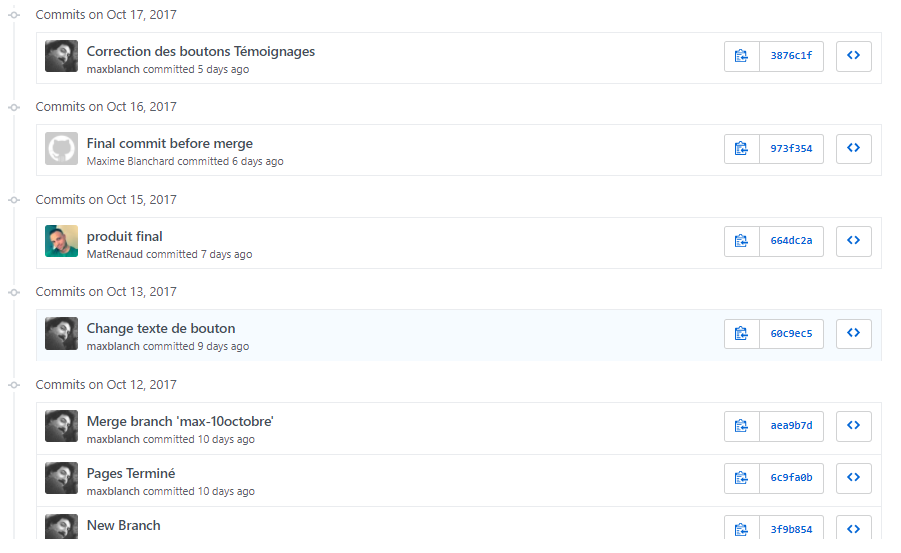 Commits on Oct 17, 2017
Correction des boutons Témoignages
3876c1f
maxblanch committed 5 days ago
Commits on Oct 16, 2017
Final commit before merge
973f354
Maxime Blanchard committed 6 days ago
Commits on Oct 15, 2017
produit final
664dc2a
MatRenaud committed 7 days ago
Commits on Oct 13, 2017
Change texte de bouton
60c9ec5
maxblanch committed 9 days ago
Commits on Oct 12, 2017
Merge branch 'max-10octobre'
aea9b7d
maxblanch committed 10 days ago
Pages Terminé
6c9fa0b
maxblanch committed 10 days ago
New Branch
3f9b854